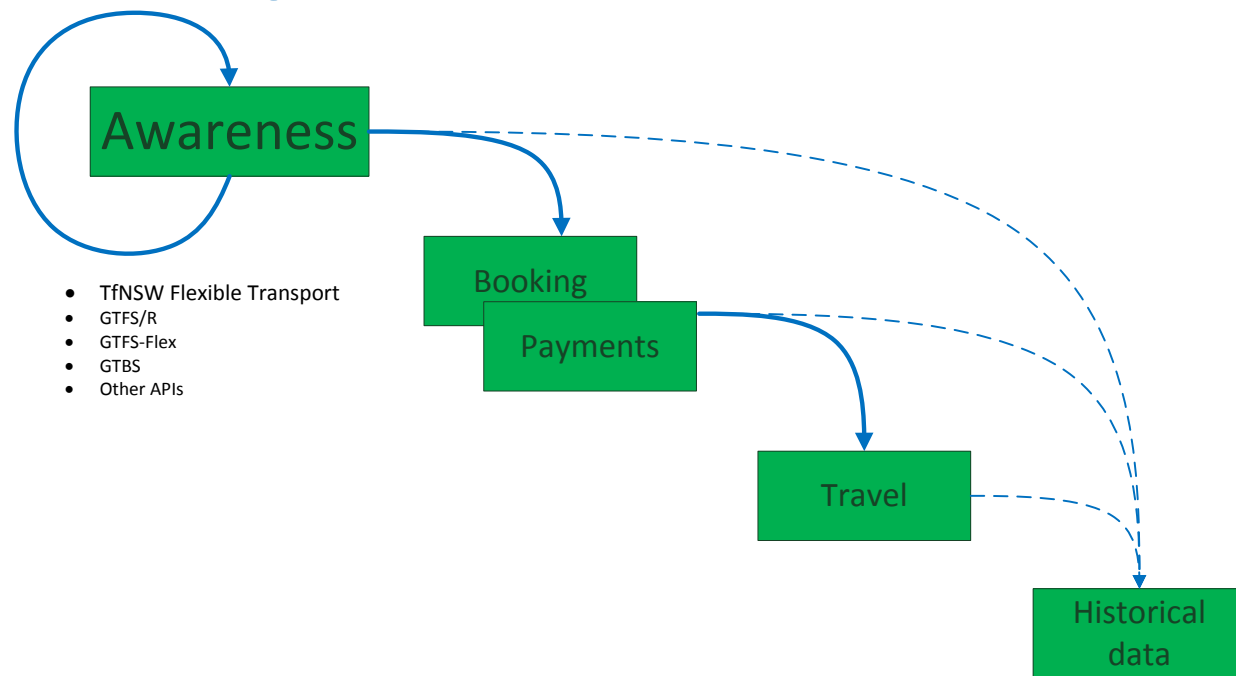 Awareness
• TfNSW Flexible Transport
• GTFS/R
• GTFS-Flex
• GTBS
• Other APIs
Booking
Payments
Travel
Historical
data